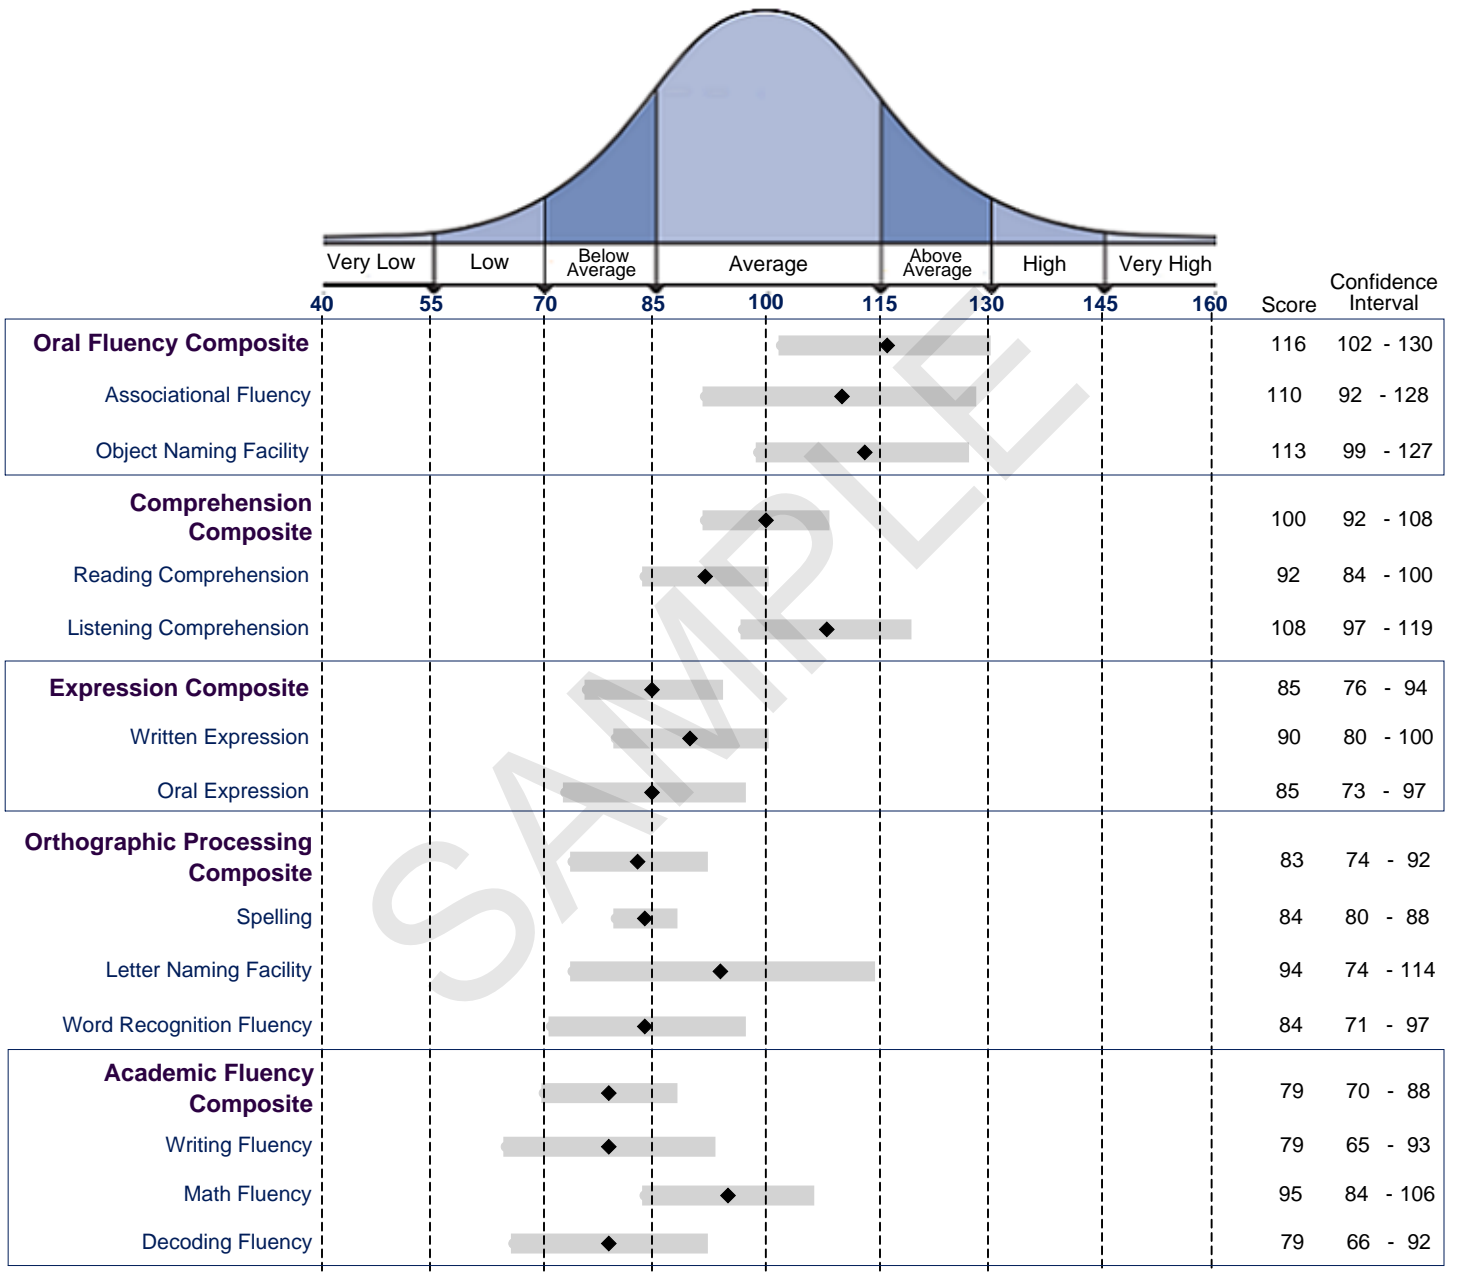 Very Low Low Below Average Average Above Average High Very High
40 55 70 85 100 115 130 145 160 Score Confidence Interval
Oral Fluency Composite 116 102 - 130
Associational Fluency 110 92 - 128
Object Naming Facility 113 99 - 127
Comprehension
Composite 100 92 - 108
Reading Comprehension 92 84 - 100
Listening Comprehension 108 97 - 119
Expression Composite 85 76 - 94
Written Expression 90 80 - 100
Oral Expression 85 73 - 97
Orthographic Processing
Composite 83 74 - 92
Spelling 84 80 - 88
Letter Naming Facility 94 74 - 114
Word Recognition Fluency 84 71 - 97
Academic Fluency
Composite 79 70 - 88
Writing Fluency 79 65 - 93
Math Fluency 95 84 - 106
Decoding Fluency 79 66 - 92
SAMPLE